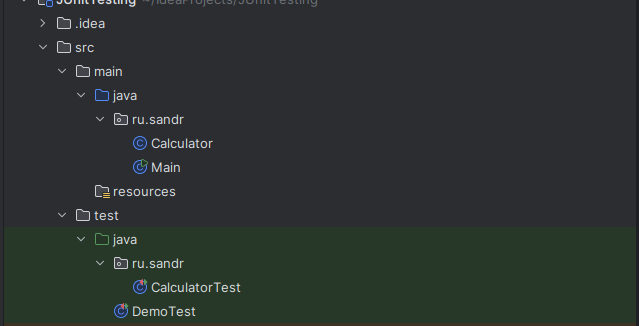 JUnitTesting ~/IdeaProjects/JUnitTesting
.idea
src
main
java
ru.sandr
Calculator
Main
resources
test
java
ru.sandr
CalculatorTest
DemoTest